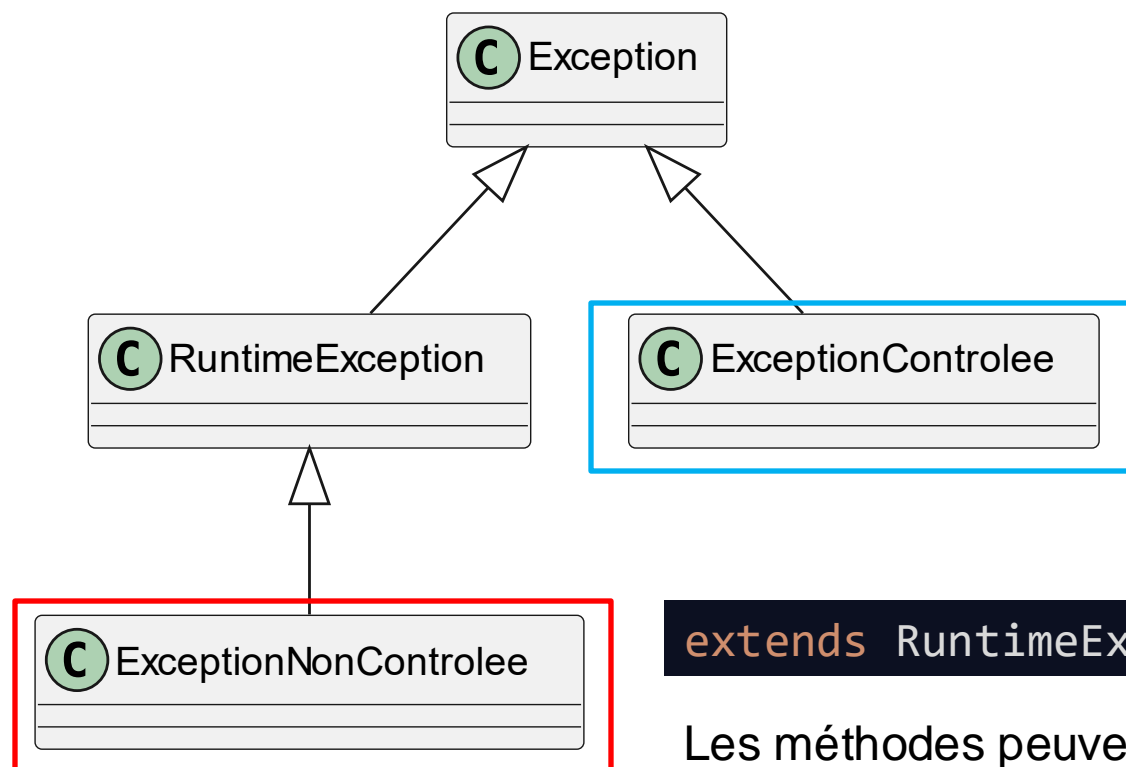 C Exception
C RuntimeException
C ExceptionControlee
C ExceptionNonControlee
extends RuntimeEx
Les méthodes peuve